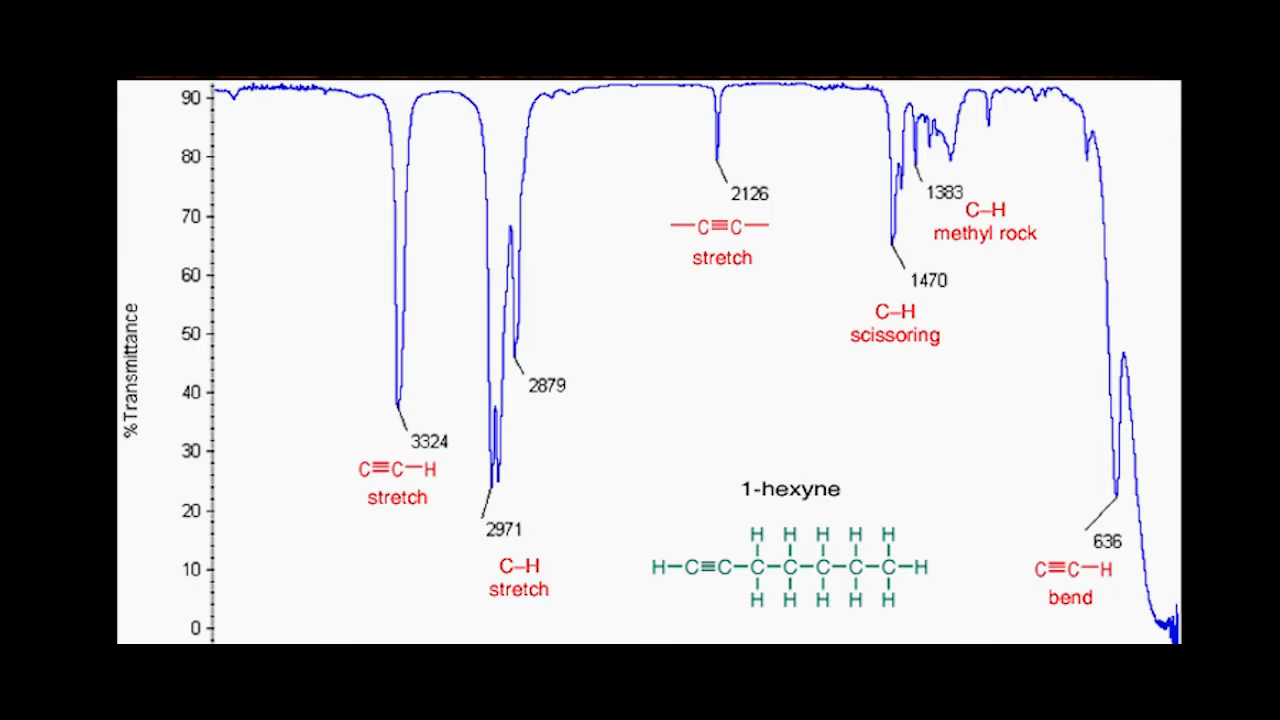 90
80
70
60
50
40
30
20
10
0
%Transmittance
3324
C≡C—H
stretch
2971
C–H
stretch
2879
2126
—C≡C—
stretch
1470
C–H
scissoring
1383
C–H
methyl rock
1-hexyne
H H H H H
H—C≡C—C—C—C—C—C—H
H H H H H
636
C≡C—H
bend